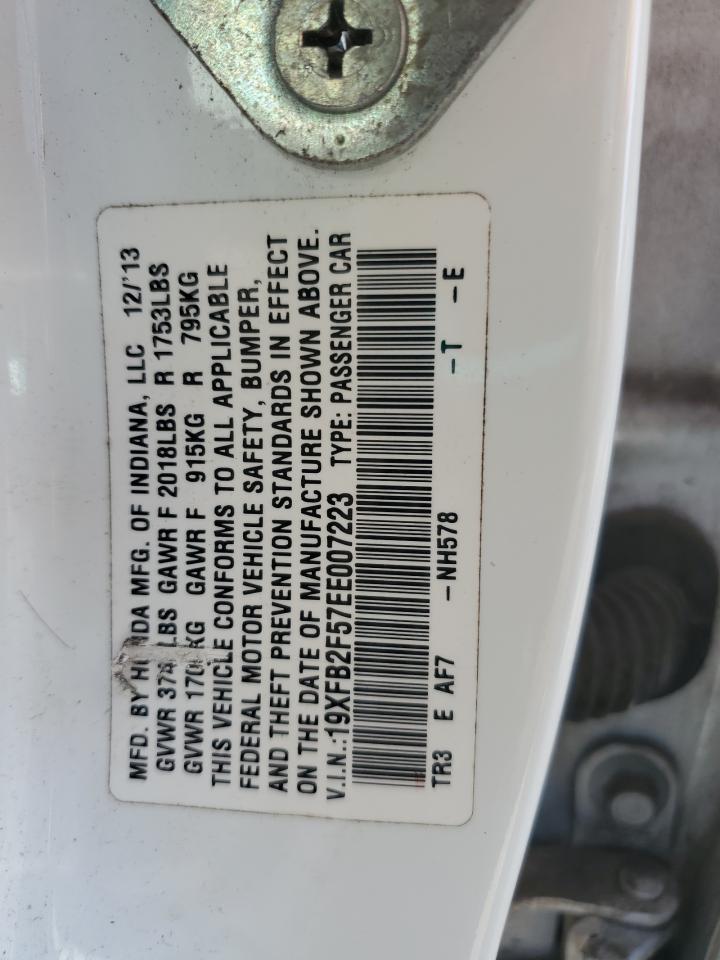 MFD. BY HONDA MFG. OF INDIANA, LLC 12/'13
GVWR LBS GAWR F 2018LBS R 1753LBS
GVWR KG GAWR F 915KG R 795KG
THIS VEHICLE CONFORMS TO ALL APPLICABLE
FEDERAL MOTOR VEHICLE SAFETY, BUMPER,
AND THEFT PREVENTION STANDARDS IN EFFECT
ON THE DATE OF MANUFACTURE SHOWN ABOVE.
V.I.N.:19XFB2F57EE007223 TYPE: PASSENGER CAR
TR3 E AF7 -NH578 -T -E